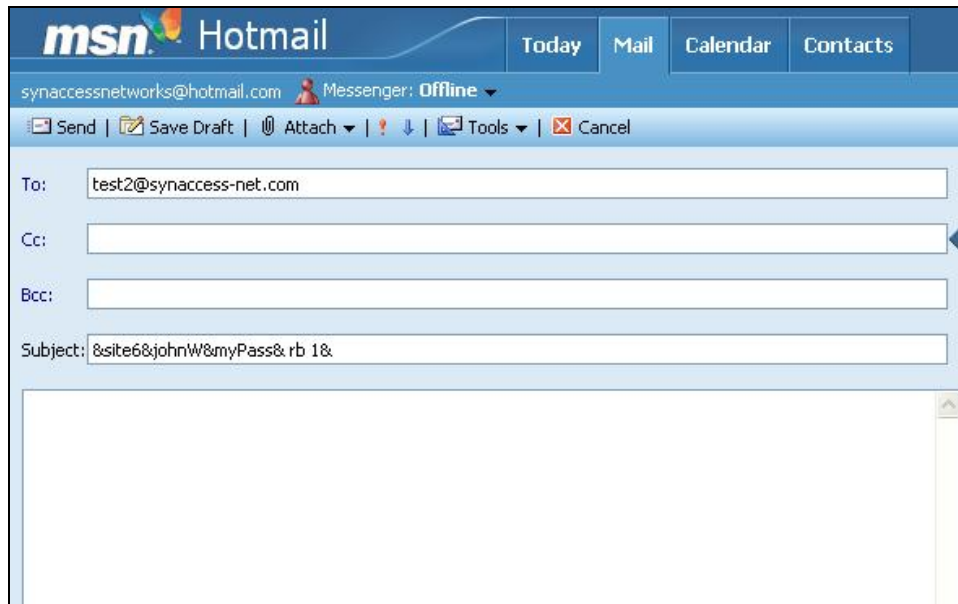 msn Hotmail Today Mail Calendar Contacts
synaccessnetworks@hotmail.com Messenger: Offline
Send | Save Draft | Attach | ! | Tools | Cancel
To: test2@synaccess-net.com
Cc:
Bcc:
Subject: &site6&johnW&myPass& rb 1&